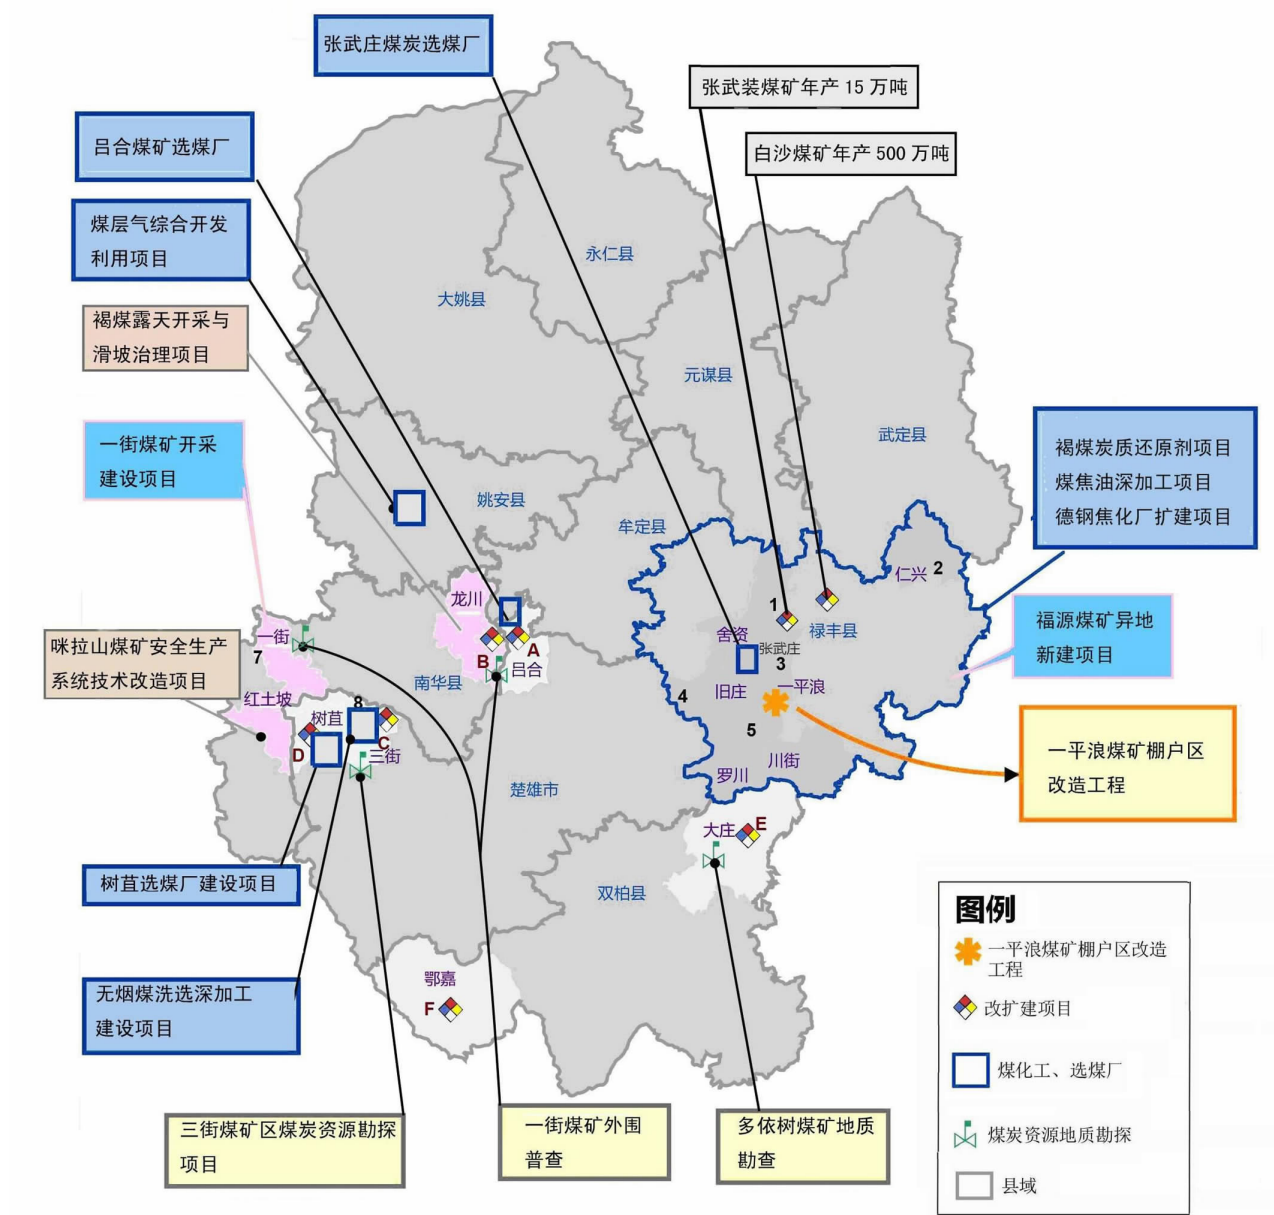 张武庄煤炭选煤厂
张武装煤矿年产 15 万吨
吕合煤矿选煤厂
白沙煤矿年产 500 万吨
煤层气综合开发
利用项目
永仁县
大姚县
褐煤露天开采与
滑坡治理项目
元谋县
武定县
一街煤矿开采
建设项目
褐煤炭质还原剂项目
煤焦油深加工项目
德钢焦化厂扩建项目
姚安县
牟定县
仁兴
2
龙川
1
禄丰县
福源煤矿异地
新建项目
一街
舍资
张武庄
咪拉山煤矿安全生产
系统技术改造项目
7
A
B
吕合
3
南华县
旧庄
一平浪
红土坡
4
8
树苴
5
D
C
三街
川街
罗川
一平浪煤矿棚户区
改造工程
楚雄市
大庄
E
树苴选煤厂建设项目
双柏县
鄂嘉
F
无烟煤洗选深加工
建设项目
三街煤矿区煤炭资源勘探
项目
一街煤矿外围
普查
多依树煤矿地质
勘查
图例
一平浪煤矿棚户区改造
工程
改扩建项目
煤化工、选煤厂
煤炭资源地质勘探
县域